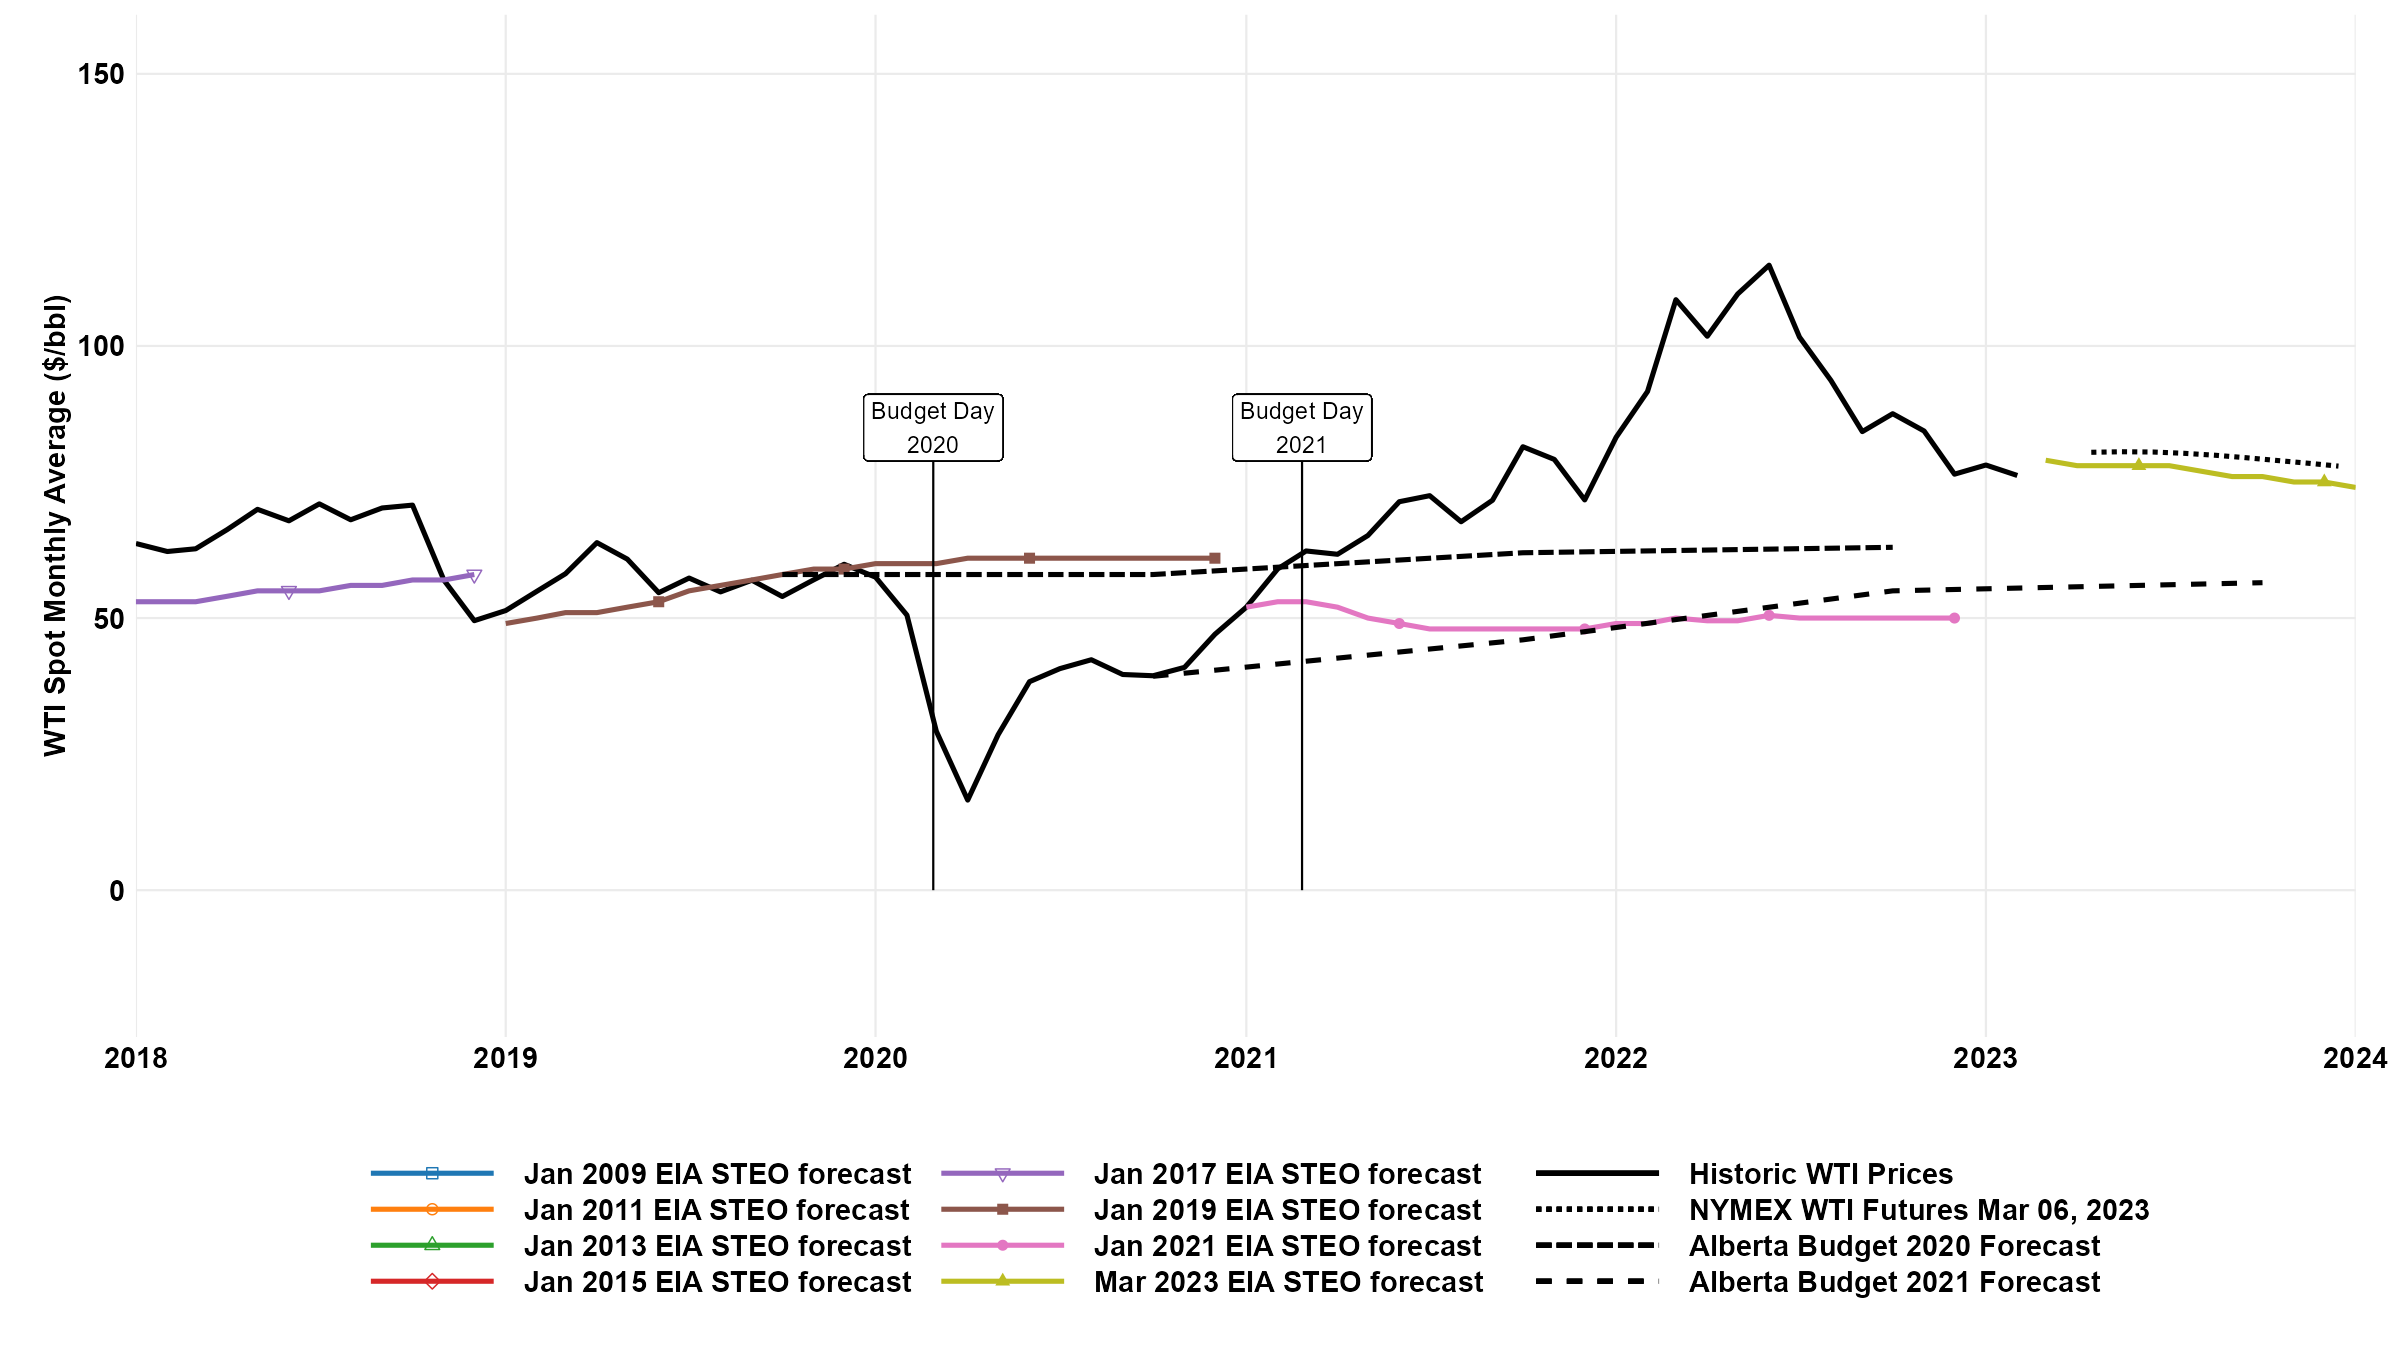 WTI Spot Monthly Average ($/bbl)
150
100
50
0
Budget Day
2020
Budget Day
2021
2018
2019
2020
2021
2022
2023
2024
Jan 2009 EIA STEO forecast
Jan 2011 EIA STEO forecast
Jan 2013 EIA STEO forecast
Jan 2015 EIA STEO forecast
Jan 2017 EIA STEO forecast
Jan 2019 EIA STEO forecast
Jan 2021 EIA STEO forecast
Mar 2023 EIA STEO forecast
Historic WTI Prices
NYMEX WTI Futures Mar 06, 2023
Alberta Budget 2020 Forecast
Alberta Budget 2021 Forecast